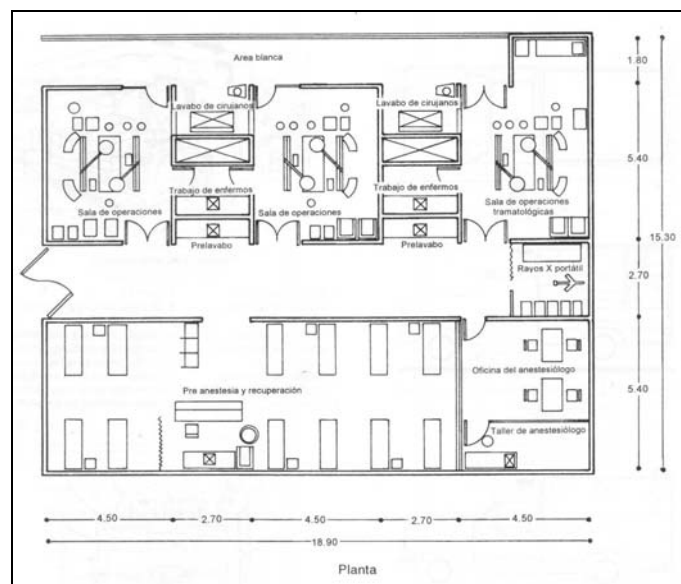 Area blanca
1.80
Lavabo de cirujanos
Lavabo de cirujanos
5.40
Trabajo de enfermos
Trabajo de enfermos
Sala de operaciones
Sala de operaciones
Sala de operaciones
tramatológicas
Prelavabo
Prelavabo
15.30
Rayos X portátil
2.70
Oficina del anestesiólogo
Pre anestesia y recuperación
5.40
Taller de anestesiólogo
4.50
2.70
4.50
2.70
4.50
18.90
Planta